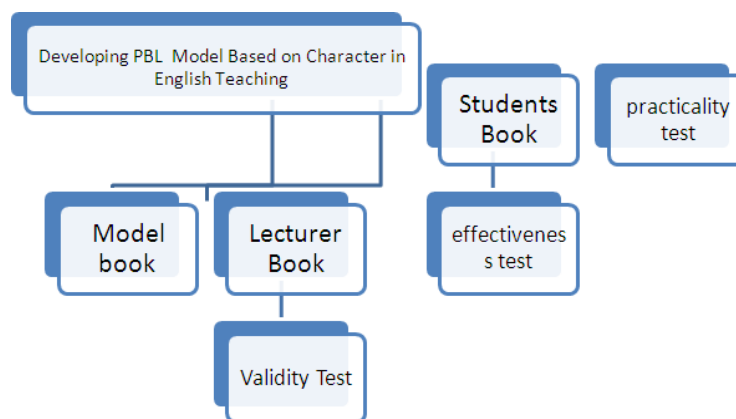 Developing PBL Model Based on Character in
English Teaching
Students
Book
practicality
test
Model
book
Lecturer
Book
effectivenes
s test
Validity Test